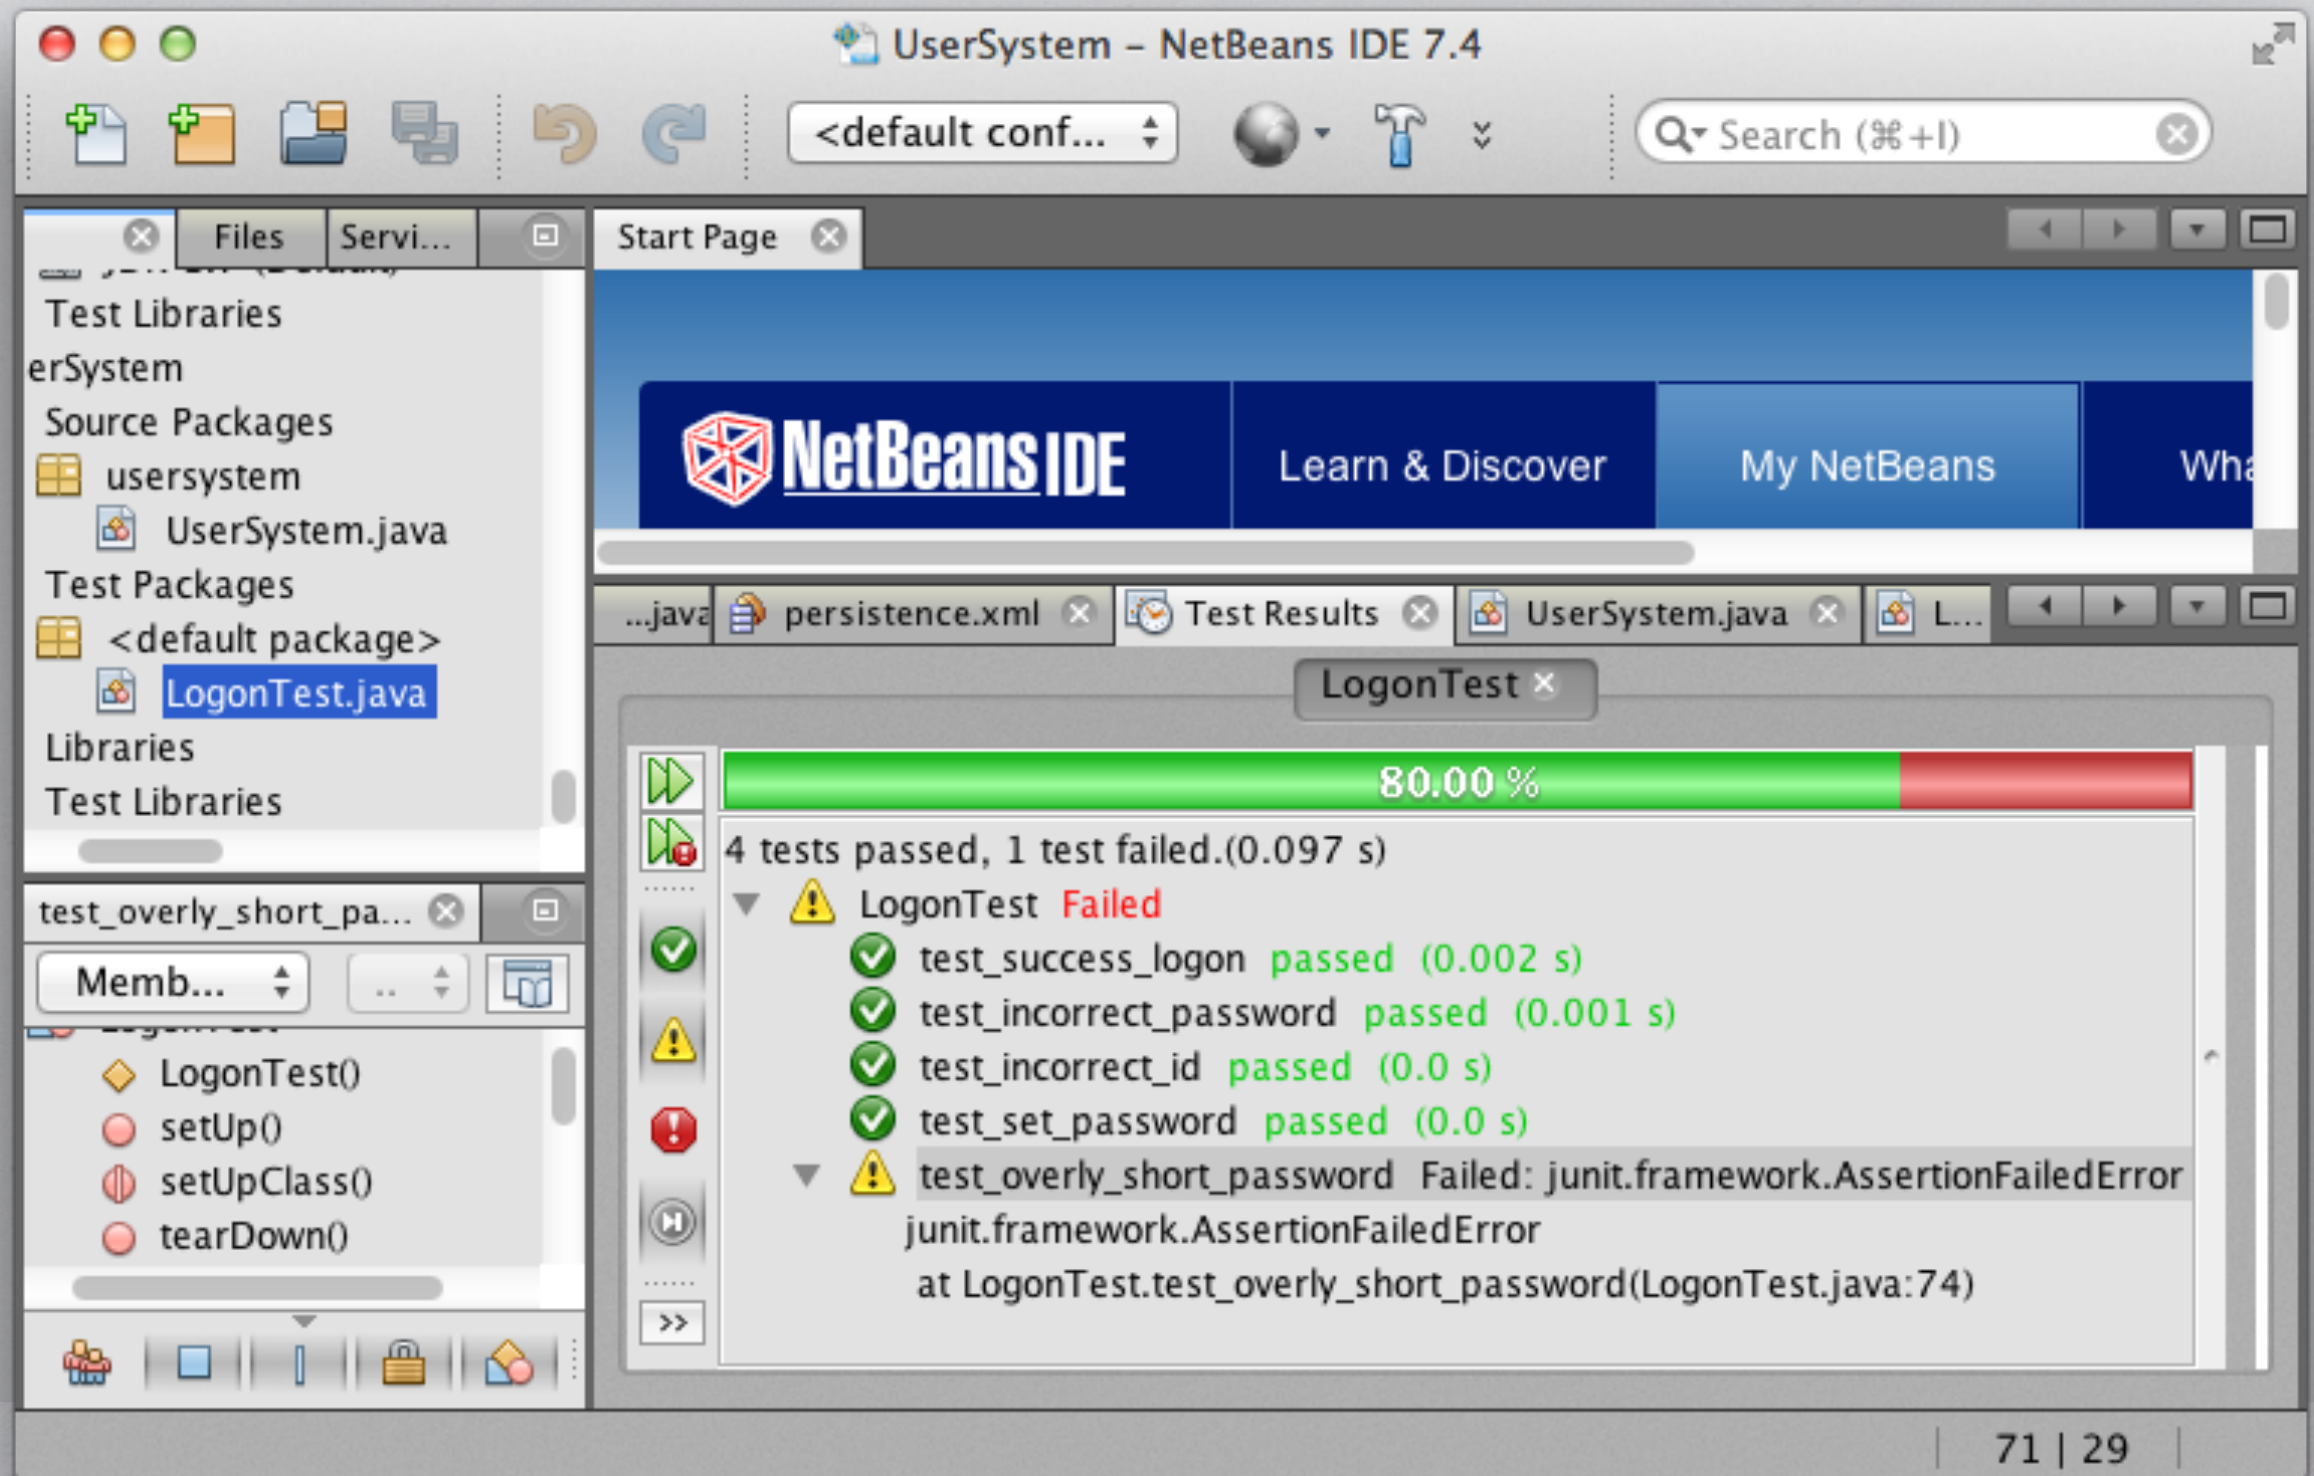 UserSystem – NetBeans IDE 7.4
<default conf...
Search (⌘+I)
Files
Servi...
Test Libraries
erSystem
Source Packages
usersystem
UserSystem.java
Test Packages
<default package>
LogonTest.java
Libraries
Test Libraries
test_overly_short_pa...
Memb...
..
LogonTest
LogonTest()
setUp()
setUpClass()
tearDown()
Start Page
NetBeans IDE
Learn & Discover
My NetBeans
Wha
...java
persistence.xml
Test Results
UserSystem.java
L...
LogonTest
80.00 %
4 tests passed, 1 test failed.(0.097 s)
LogonTest Failed
test_success_logon passed (0.002 s)
test_incorrect_password passed (0.001 s)
test_incorrect_id passed (0.0 s)
test_set_password passed (0.0 s)
test_overly_short_password Failed: junit.framework.AssertionFailedError
junit.framework.AssertionFailedError
at LogonTest.test_overly_short_password(LogonTest.java:74)
>>
71 | 29